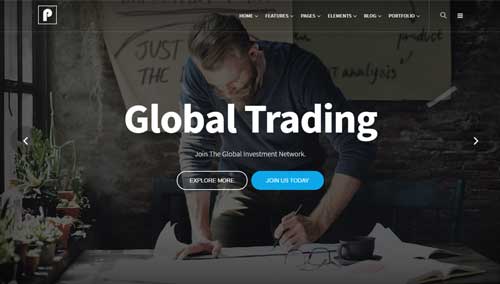 P
HOME FEATURES PAGES ELEMENTS BLOG PORTFOLIO
JUST
product
THE
analysis
Global Trading
Join The Global Investment Network.
EXPLORE MORE
JOIN US TODAY